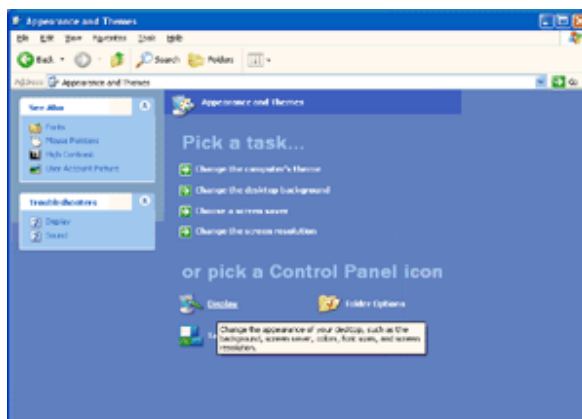 Appearance and Themes
File Edit View Favorites Tools Help
Back Search Folders
Address Appearance and Themes Go
See Also
Fonts
Mouse Pointers
High Contrast
User Account Picture
Troubleshooters
Display
Sound
Appearance and Themes
Pick a task...
Change the computer's theme
Change the desktop background
Choose a screen saver
Change the screen resolution
or pick a Control Panel icon
Display Folder Options
Change the appearance of your desktop, such as the
background, screen saver, colors, font sizes, and screen
resolution.